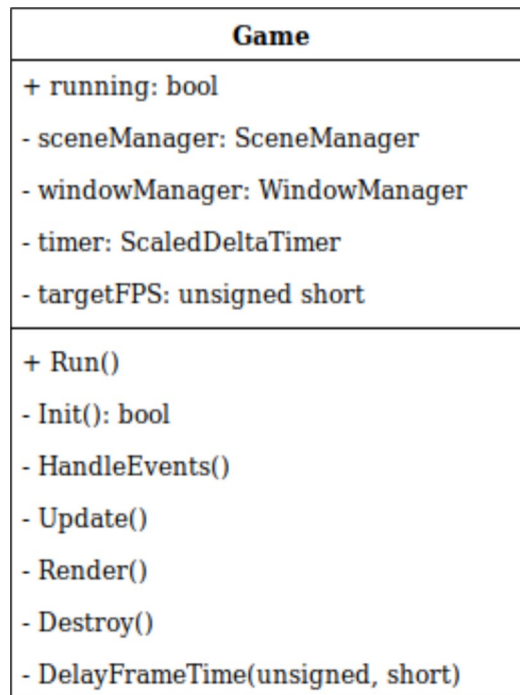 Game
+ running: bool
- sceneManager: SceneManager
- windowManager: WindowManager
- timer: ScaledDeltaTimer
- targetFPS: unsigned short
+ Run()
- Init(): bool
- HandleEvents()
- Update()
- Render()
- Destroy()
- DelayFrameTime(unsigned, short)